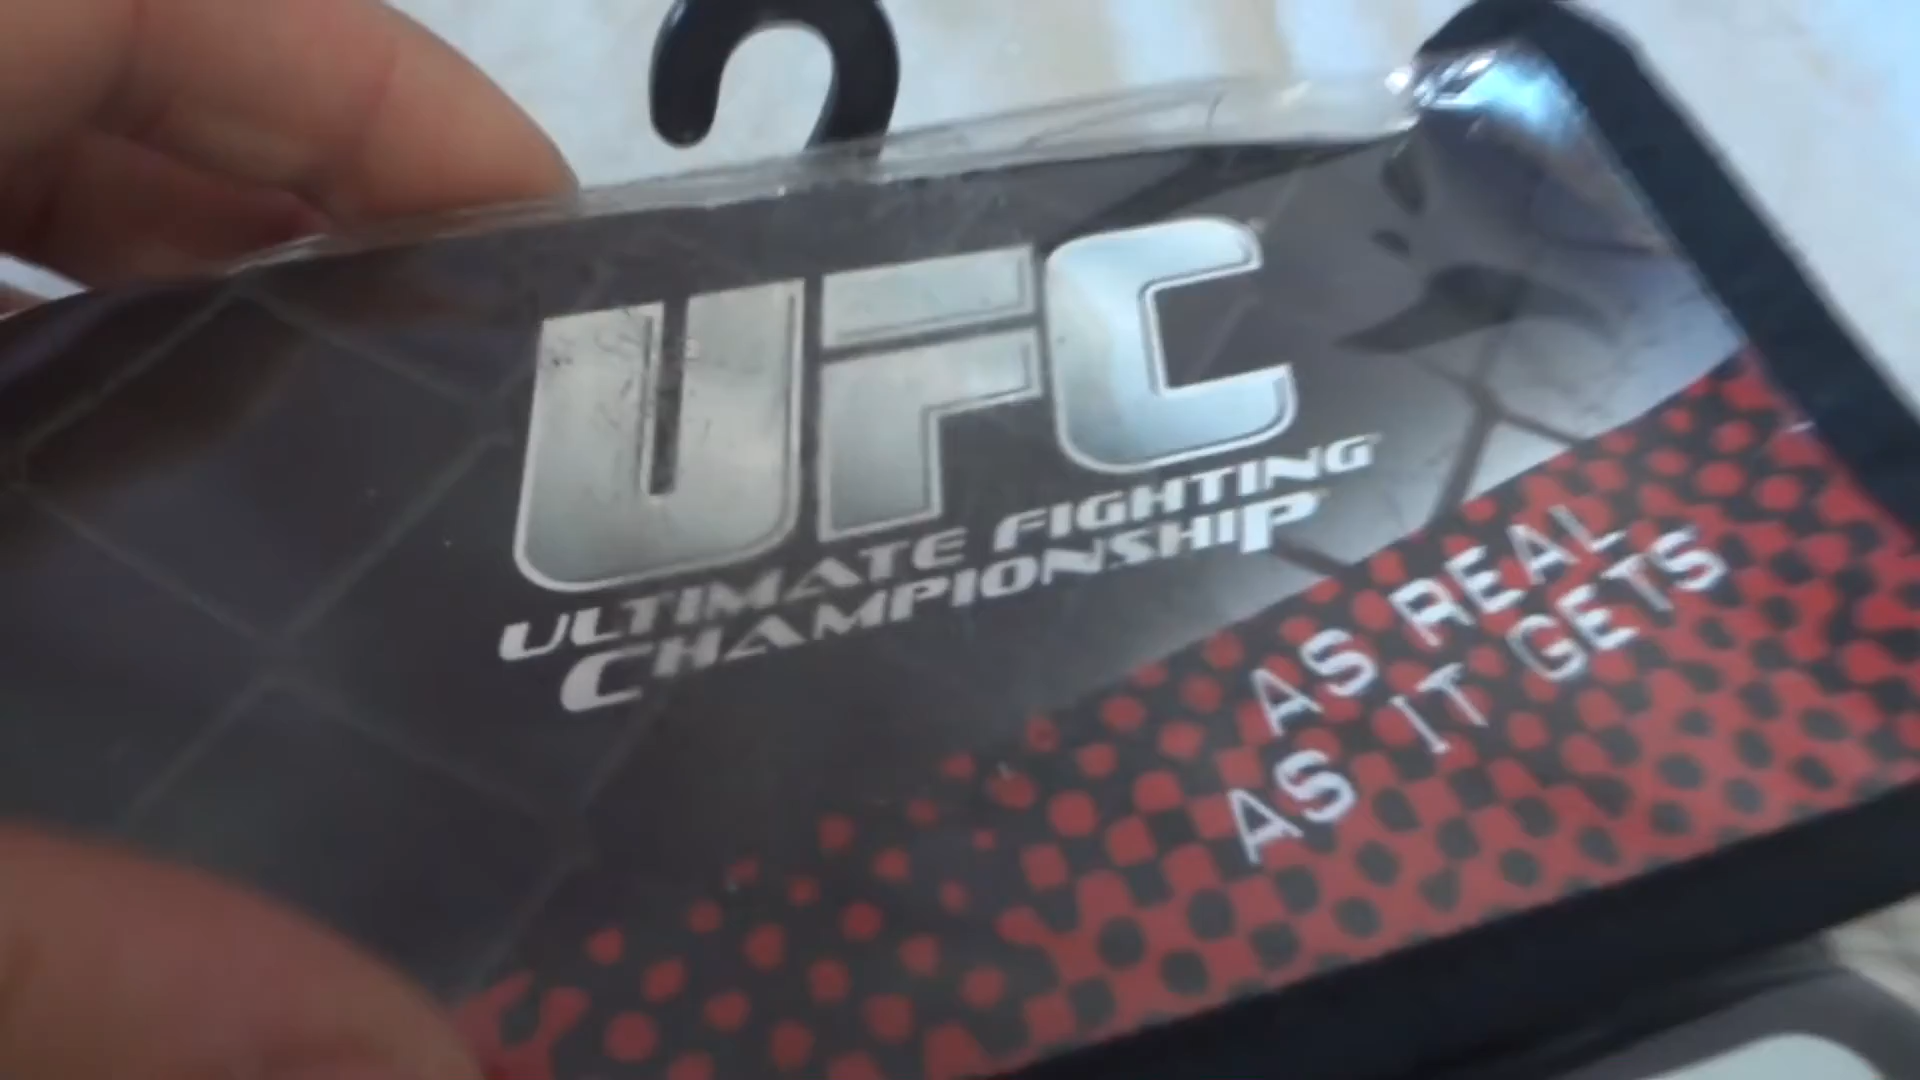 UFC
ULTIMATE FIGHTING
CHAMPIONSHIP
AS REAL
AS IT GETS